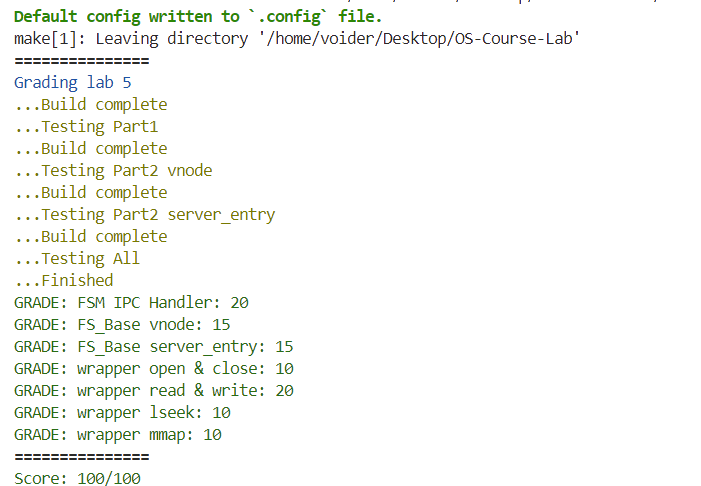 Default config written to `.config` file.
make[1]: Leaving directory '/home/voider/Desktop/OS-Course-Lab'
===============
Grading lab 5
...Build complete
...Testing Part1
...Build complete
...Testing Part2 vnode
...Build complete
...Testing Part2 server_entry
...Build complete
...Testing All
...Finished
GRADE: FSM IPC Handler: 20
GRADE: FS_Base vnode: 15
GRADE: FS_Base server_entry: 15
GRADE: wrapper open & close: 10
GRADE: wrapper read & write: 20
GRADE: wrapper lseek: 10
GRADE: wrapper mmap: 10
===============
Score: 100/100